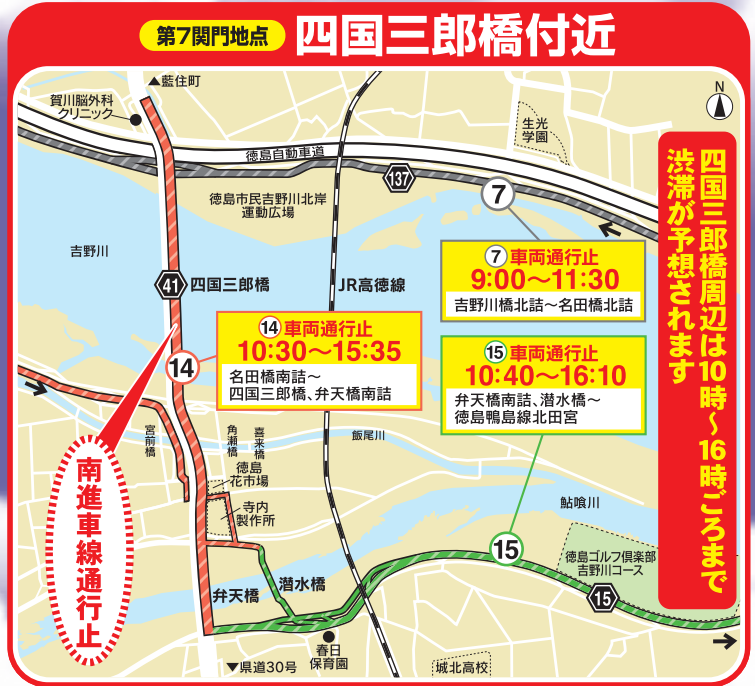 第7関門地点
四国三郎橋付近
▲藍住町
賀川脳外科
クリニック
N
生光
学園
徳島自動車道
137
徳島市民吉野川北岸
運動広場
7
吉野川
41
四国三郎橋
JR高徳線
⑦車両通行止
9:00〜11:30
吉野川橋北詰〜名田橋北詰
⑭車両通行止
10:30〜15:35
名田橋南詰〜
四国三郎橋、弁天橋南詰
14
⑮車両通行止
10:40〜16:10
弁天橋南詰、潜水橋〜
徳島鴨島線北田宮
四国三郎橋周辺は10時〜16時ごろまで
渋滞が予想されます
宮前橋
角瀬橋
喜来橋
飯尾川
徳島
花市場
寺内
製作所
南進車線通行止
鮎喰川
15
徳島ゴルフ倶楽部
吉野川コース
15
弁天橋
潜水橋
春日
保育園
▼県道30号
城北高校